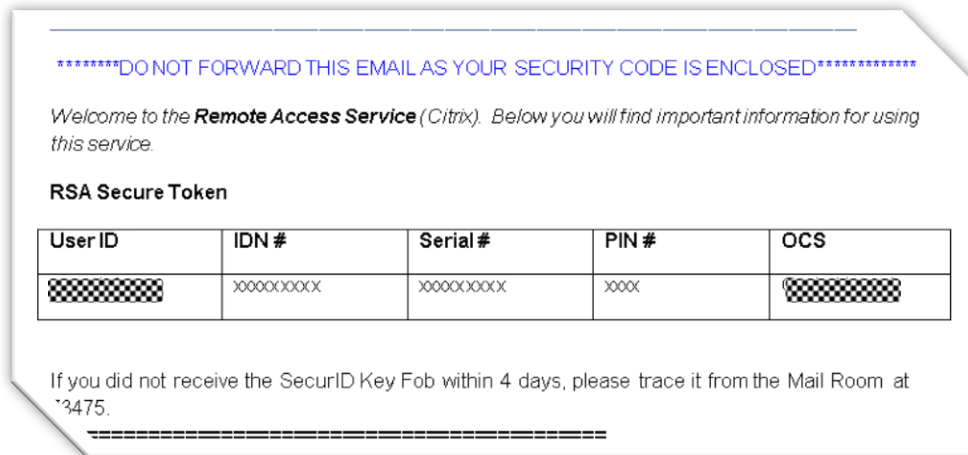 ********DO NOT FORWARD THIS EMAIL AS YOUR SECURITY CODE IS ENCLOSED*************
Welcome to the Remote Access Service (Citrix). Below you will find important information for using
this service.
RSA Secure Token
User ID IDN # Serial # PIN # OCS
XXXXXXXXX XXXXXXXXX XXXX
If you did not receive the SecurID Key Fob within 4 days, please trace it from the Mail Room at
3475.